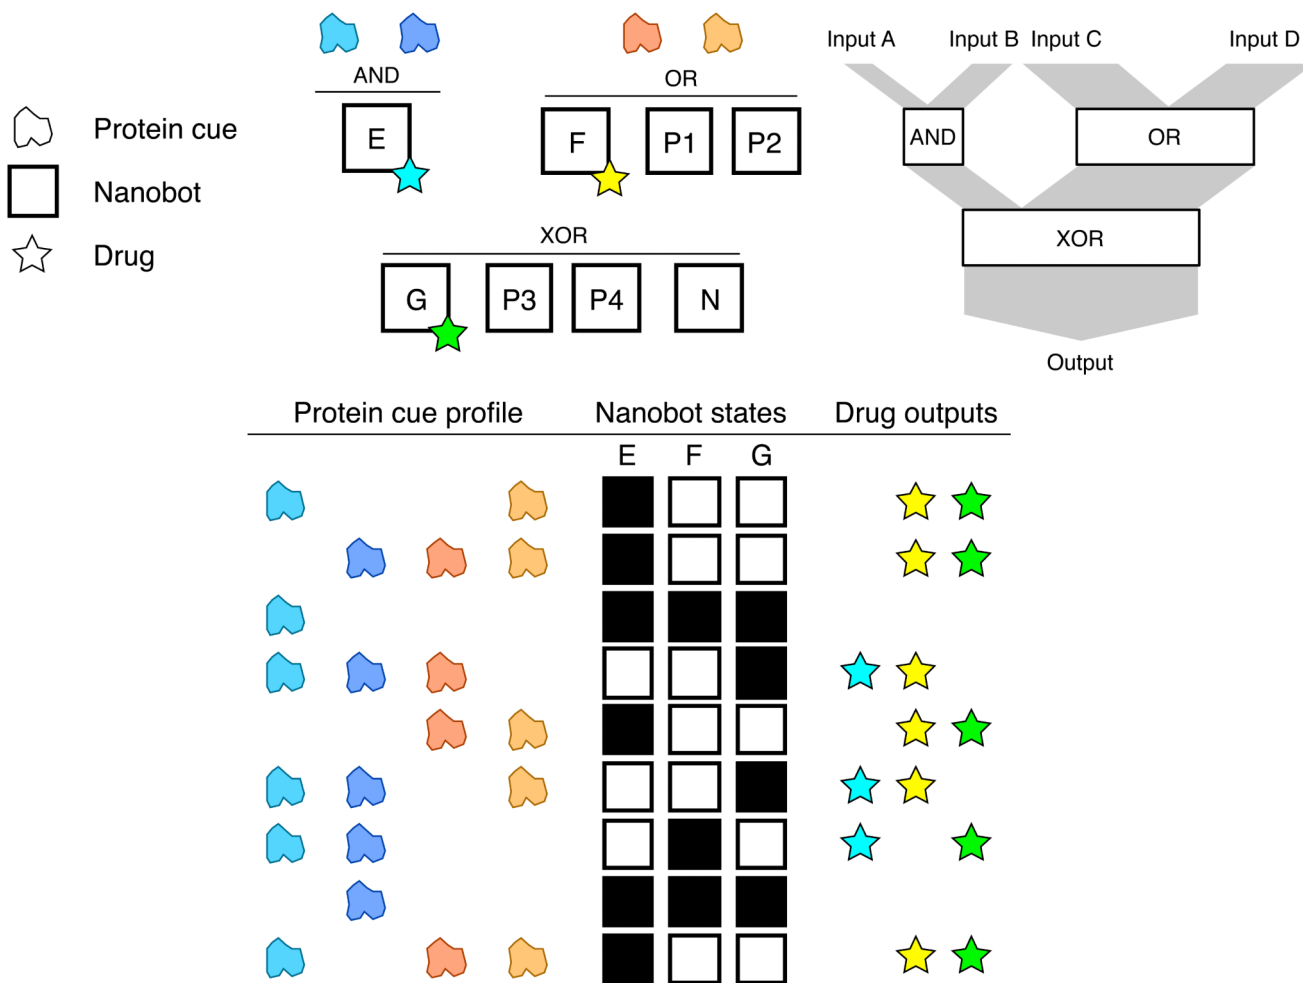 Protein cue
Nanobot
Drug
AND
E
OR
F P1 P2
XOR
G P3 P4 N
Input A Input B Input C Input D
AND OR
XOR
Output
Protein cue profile Nanobot states Drug outputs
E F G